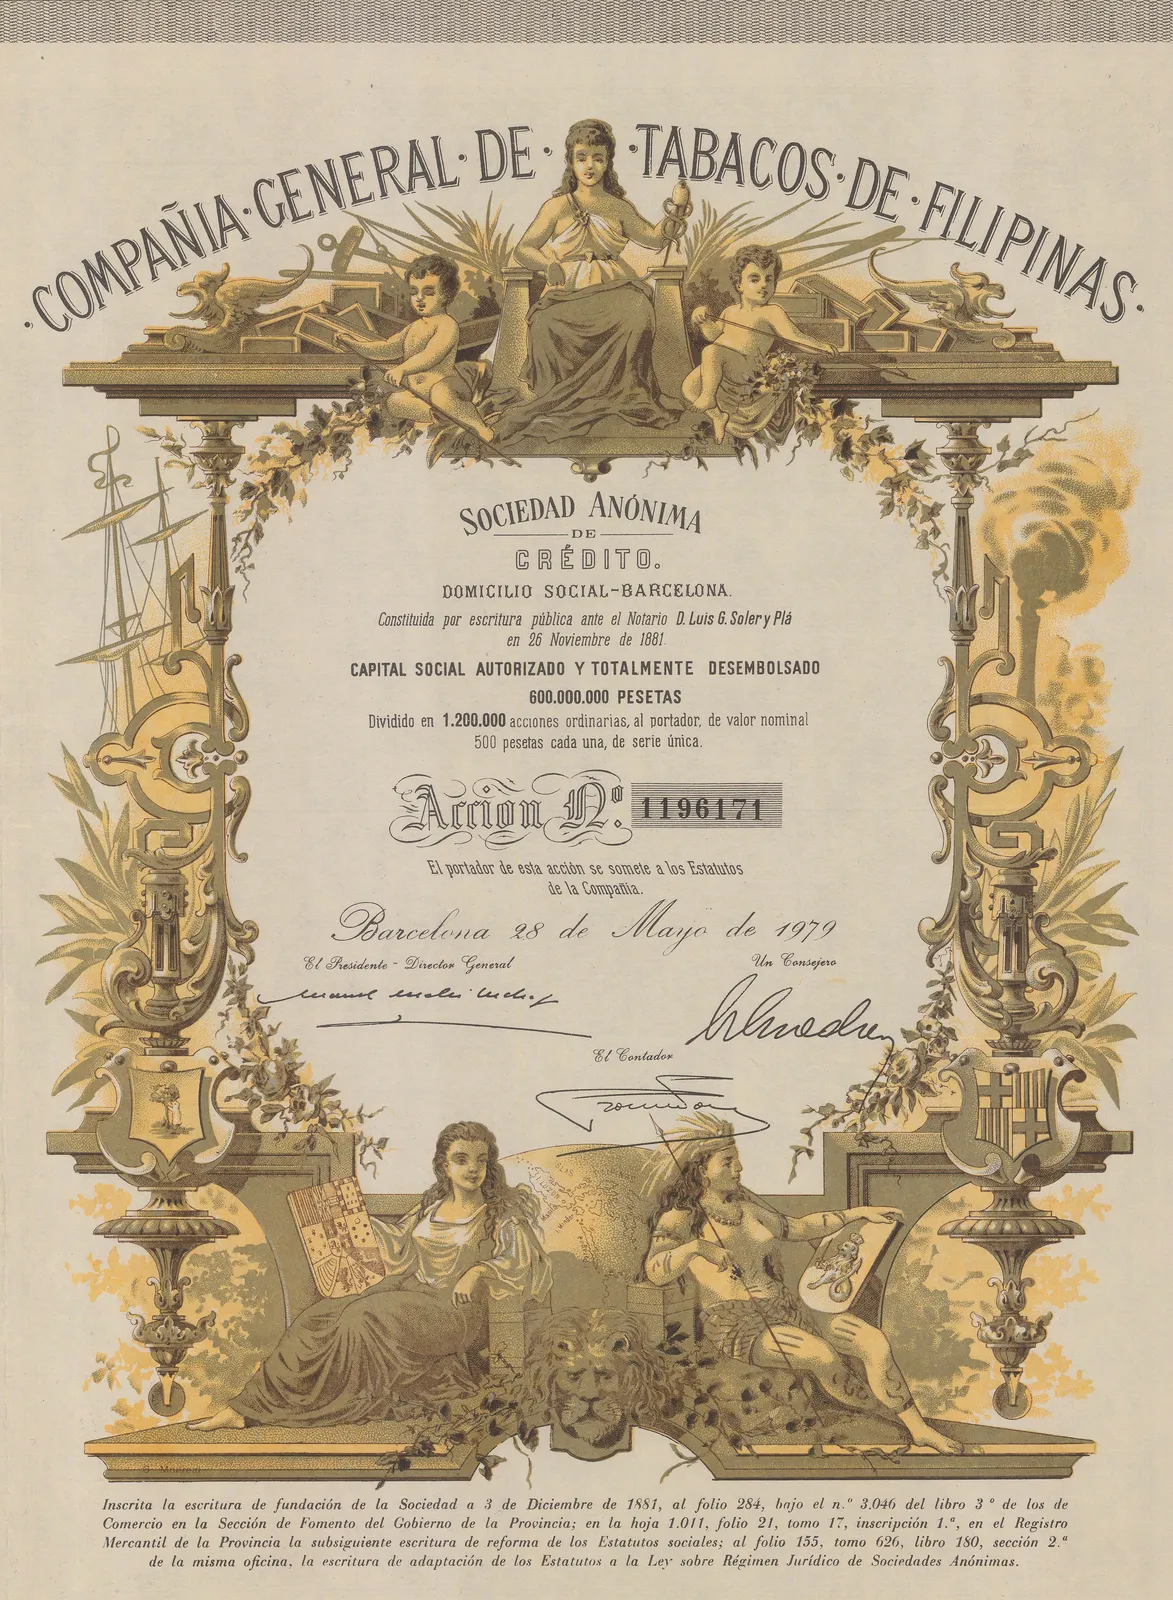 · COMPAÑIA · GENERAL · DE · TABACOS · DE · FILIPINAS ·
SOCIEDAD ANÓNIMA
DE
CRÉDITO.
DOMICILIO SOCIAL-BARCELONA.
Constituida por escritura pública ante el Notario D. Luis G. Soler y Plá
en 26 Noviembre de 1881.
CAPITAL SOCIAL AUTORIZADO Y TOTALMENTE DESEMBOLSADO
600.000.000 PESETAS
Dividido en 1.200.000 acciones ordinarias, al portador, de valor nominal
500 pesetas cada una, de serie única.
Acción Nº. 1196171
El portador de esta acción se somete a los Estatutos
de la Compañia.
Barcelona 28 de Mayo de 1979
El Presidente - Director General
Un Consejero
El Contador
Inscrita la escritura de fundación de la Sociedad a 3 de Diciembre de 1881, al folio 284, bajo el n.º 3.046 del libro 3 º de los de
Comercio en la Sección de Fomento del Gobierno de la Provincia; en la hoja 1.011, folio 21, tomo 17, inscripción 1.ª, en el Registro
Mercantil de la Provincia la subsiguiente escritura de reforma de los Estatutos sociales; al folio 155, tomo 626, libro 180, sección 2.ª
de la misma oficina, la escritura de adaptación de los Estatutos a la Ley sobre Régimen Jurídico de Sociedades Anónimas.